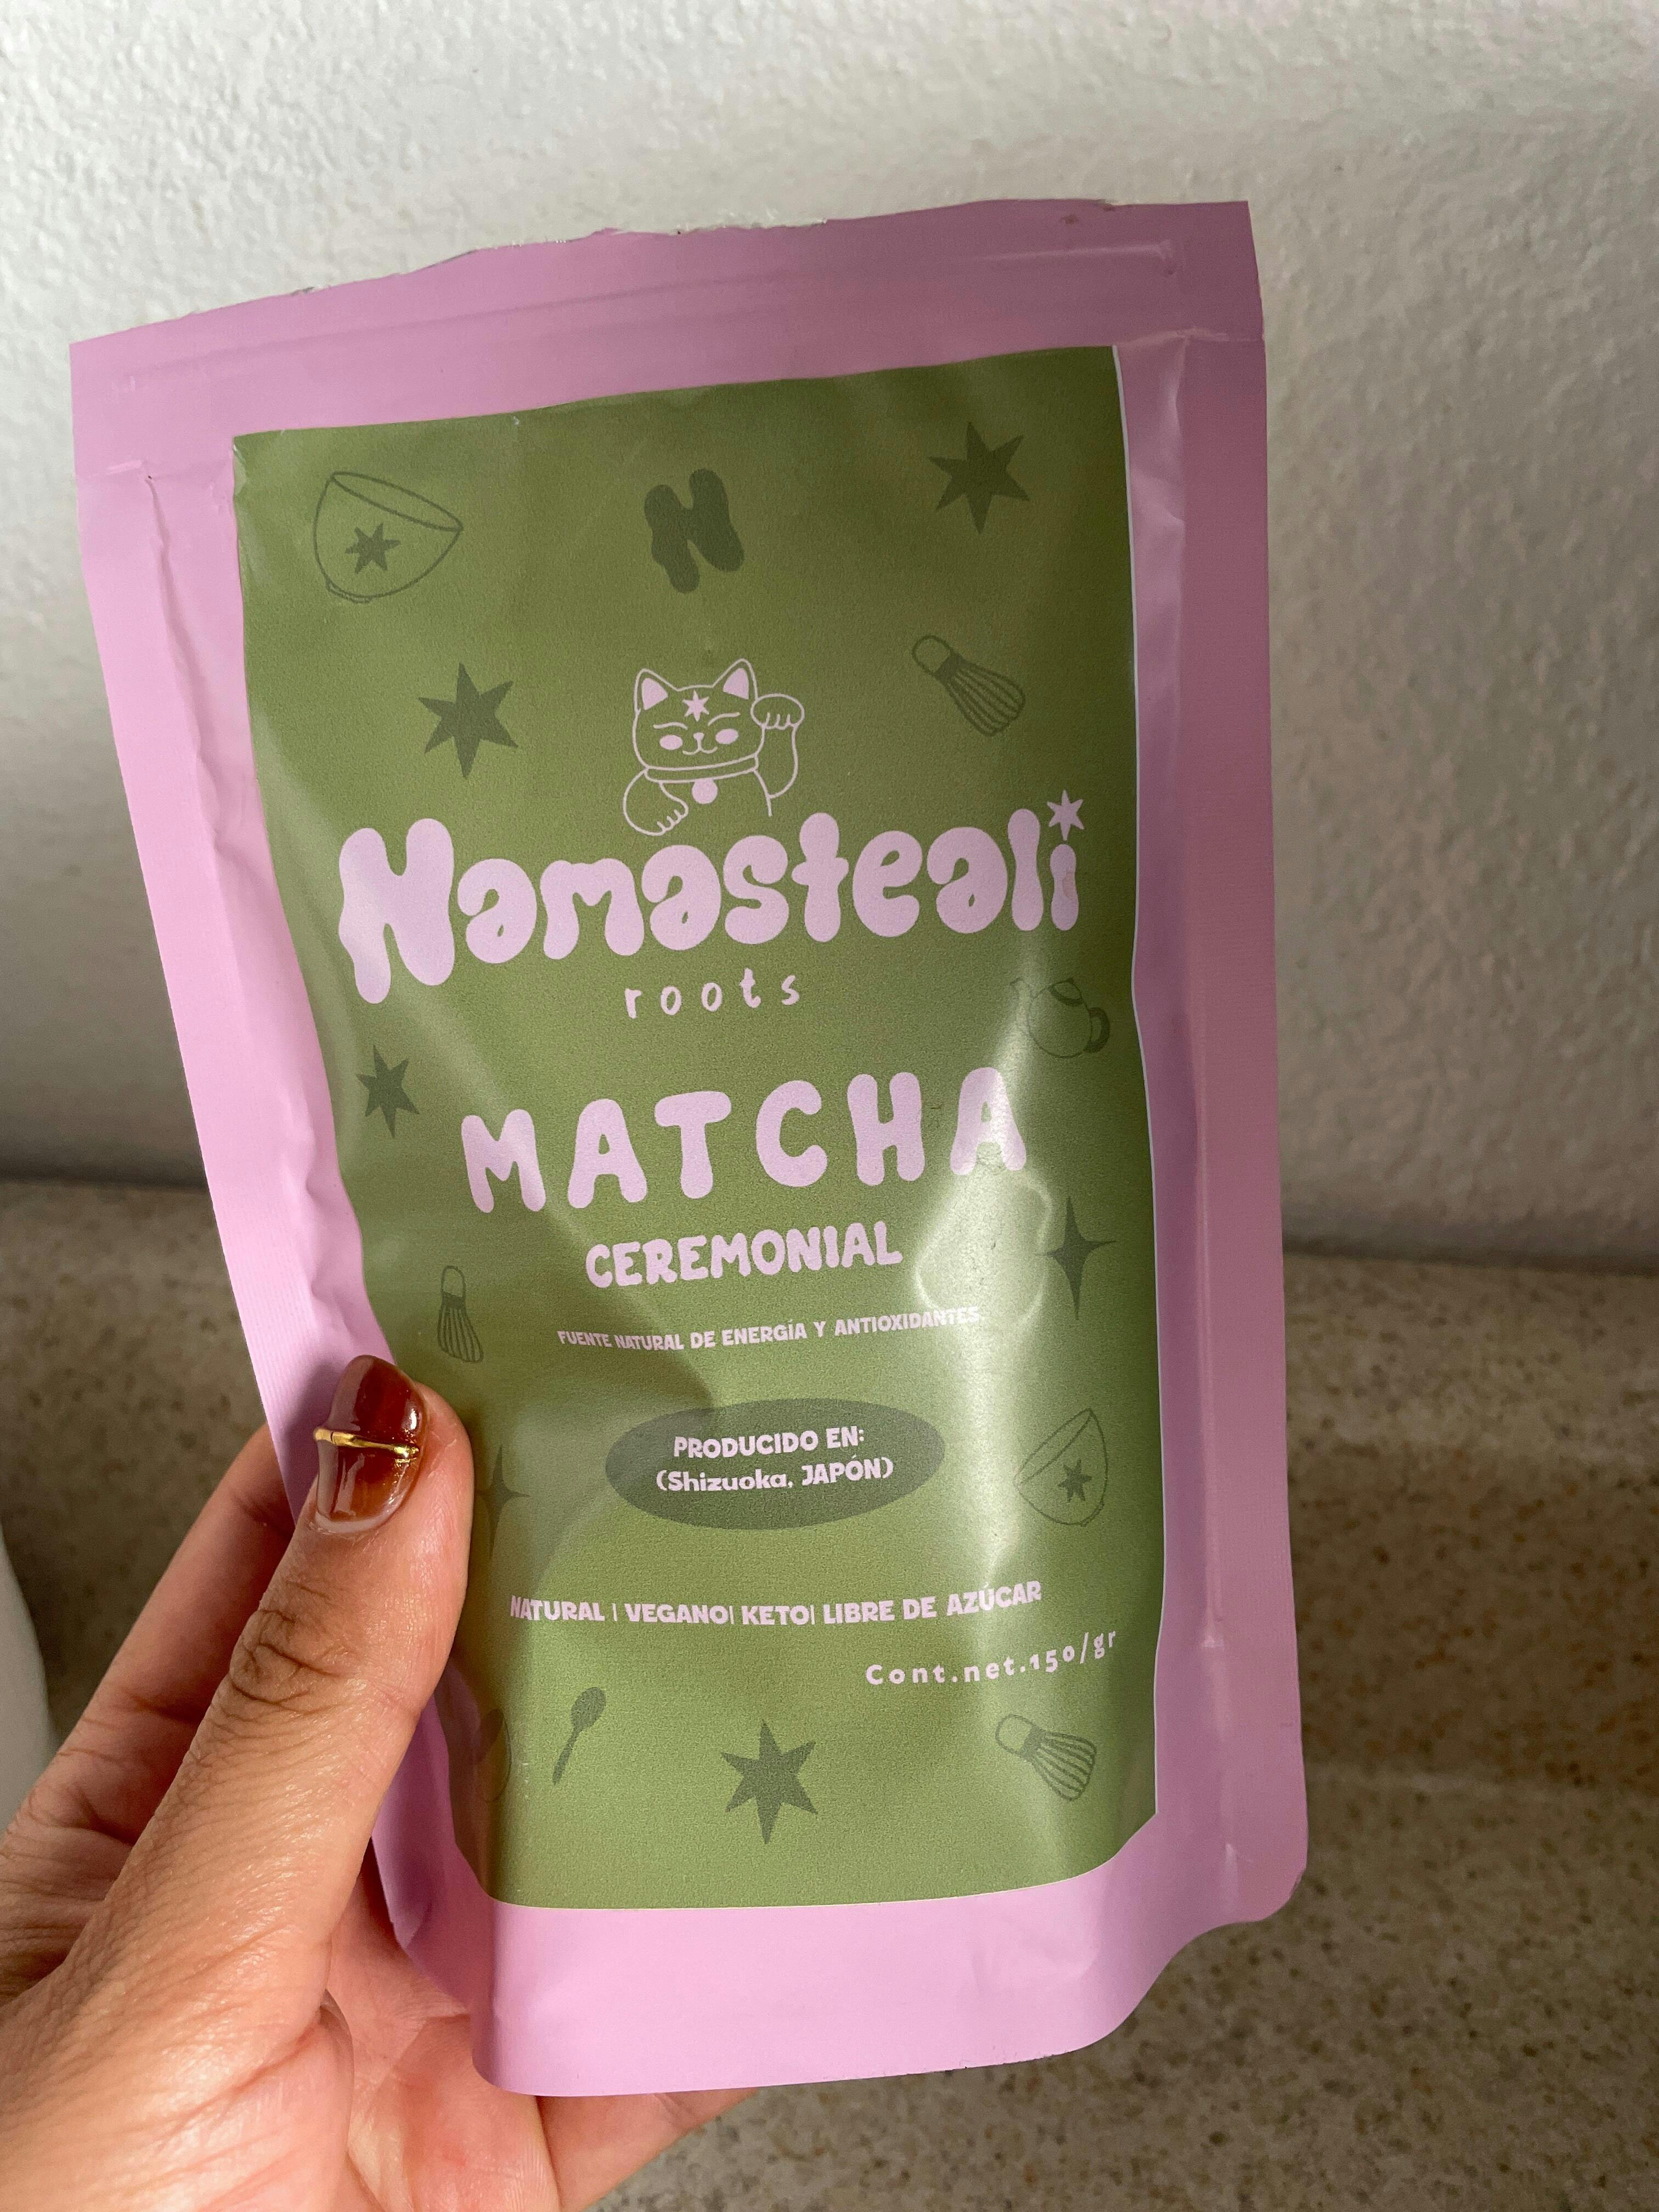 N
Namasteali
roots
MATCHA
CEREMONIAL
FUENTE NATURAL DE ENERGÍA Y ANTIOXIDANTES
PRODUCIDO EN:
(Shizuoka, JAPÓN)
NATURAL | VEGANO| KETO| LIBRE DE AZÚCAR
Cont.net.150/gr